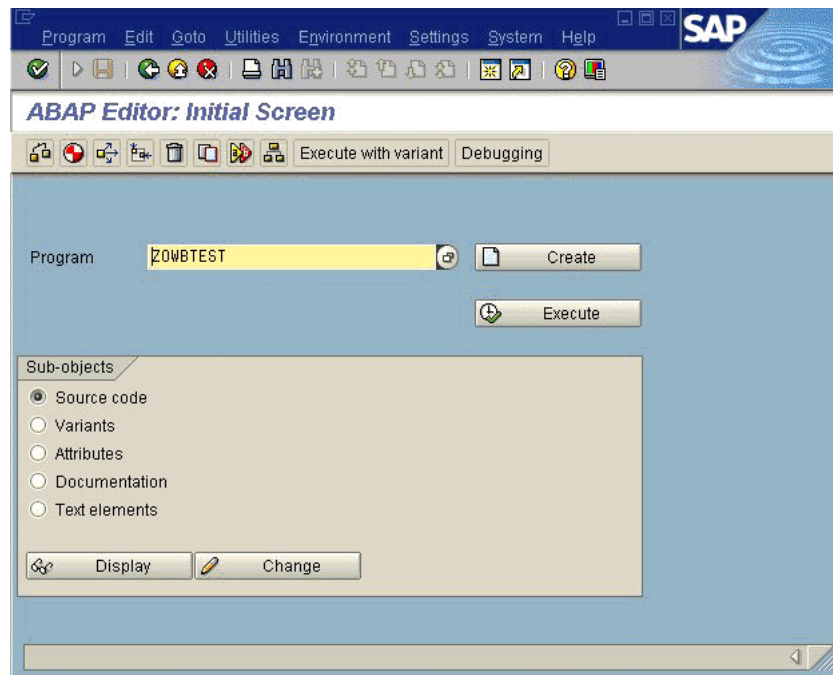 Program Edit Goto Utilities Environment Settings System Help
SAP
ABAP Editor: Initial Screen
Execute with variant Debugging
Program ZOWBTEST Create
Execute
Sub-objects
Source code
Variants
Attributes
Documentation
Text elements
Display Change